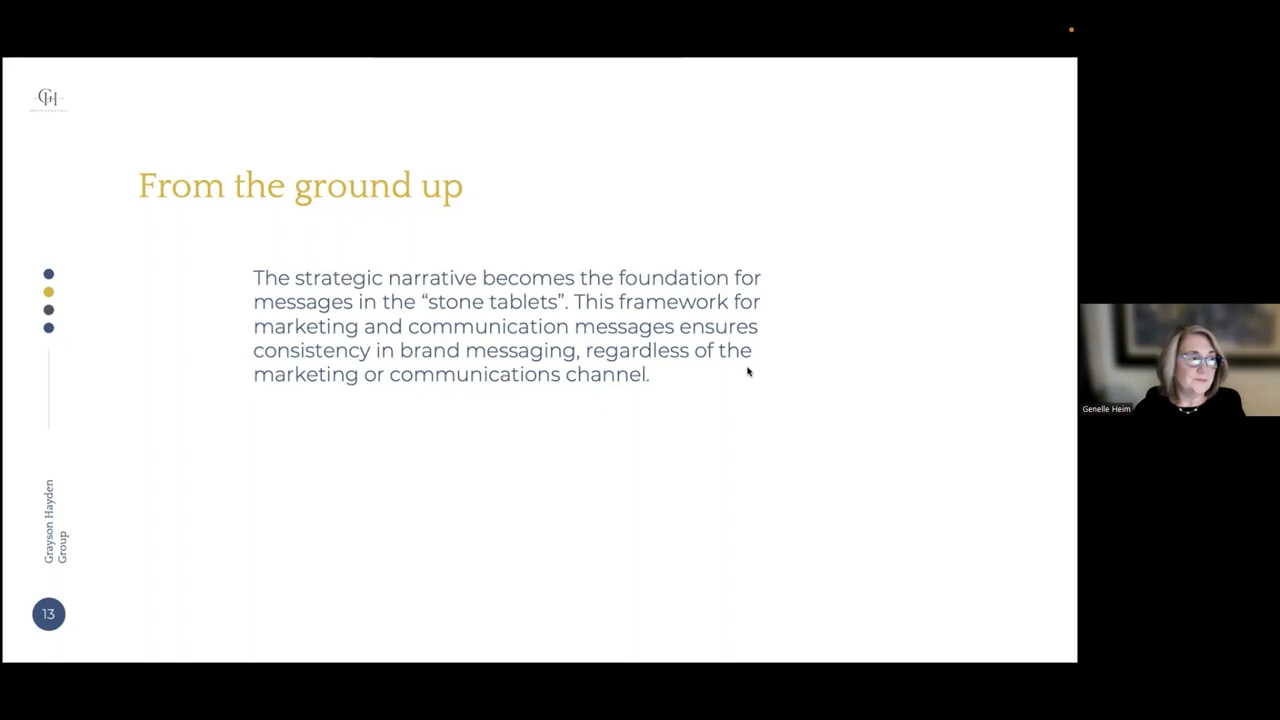 GH
From the ground up
The strategic narrative becomes the foundation for
messages in the “stone tablets”. This framework for
marketing and communication messages ensures
consistency in brand messaging, regardless of the
marketing or communications channel.
Grayson Hayden
Group
13
Genelle Heim